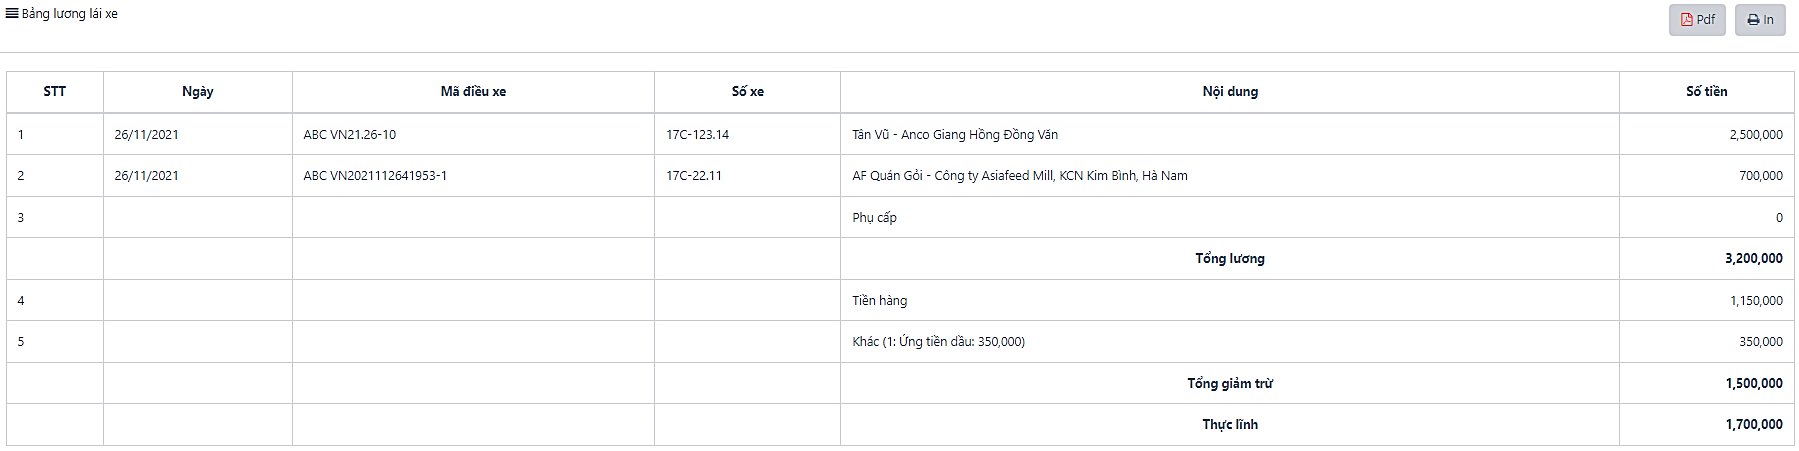 Bảng lương lái xe
Pdf In
STT Ngày Mã điều xe Số xe Nội dung Số tiền
1 26/11/2021 ABC VN21.26-10 17C-123.14 Tân Vũ - Anco Giang Hồng Đồng Văn 2,500,000
2 26/11/2021 ABC VN2021112641953-1 17C-22.11 AF Quán Gỏi - Công ty Asiafeed Mill, KCN Kim Bình, Hà Nam 700,000
3 Phụ cấp 0
Tổng lương 3,200,000
4 Tiền hàng 1,150,000
5 Khác (1: Ứng tiền dầu: 350,000) 350,000
Tổng giảm trừ 1,500,000
Thực lĩnh 1,700,000